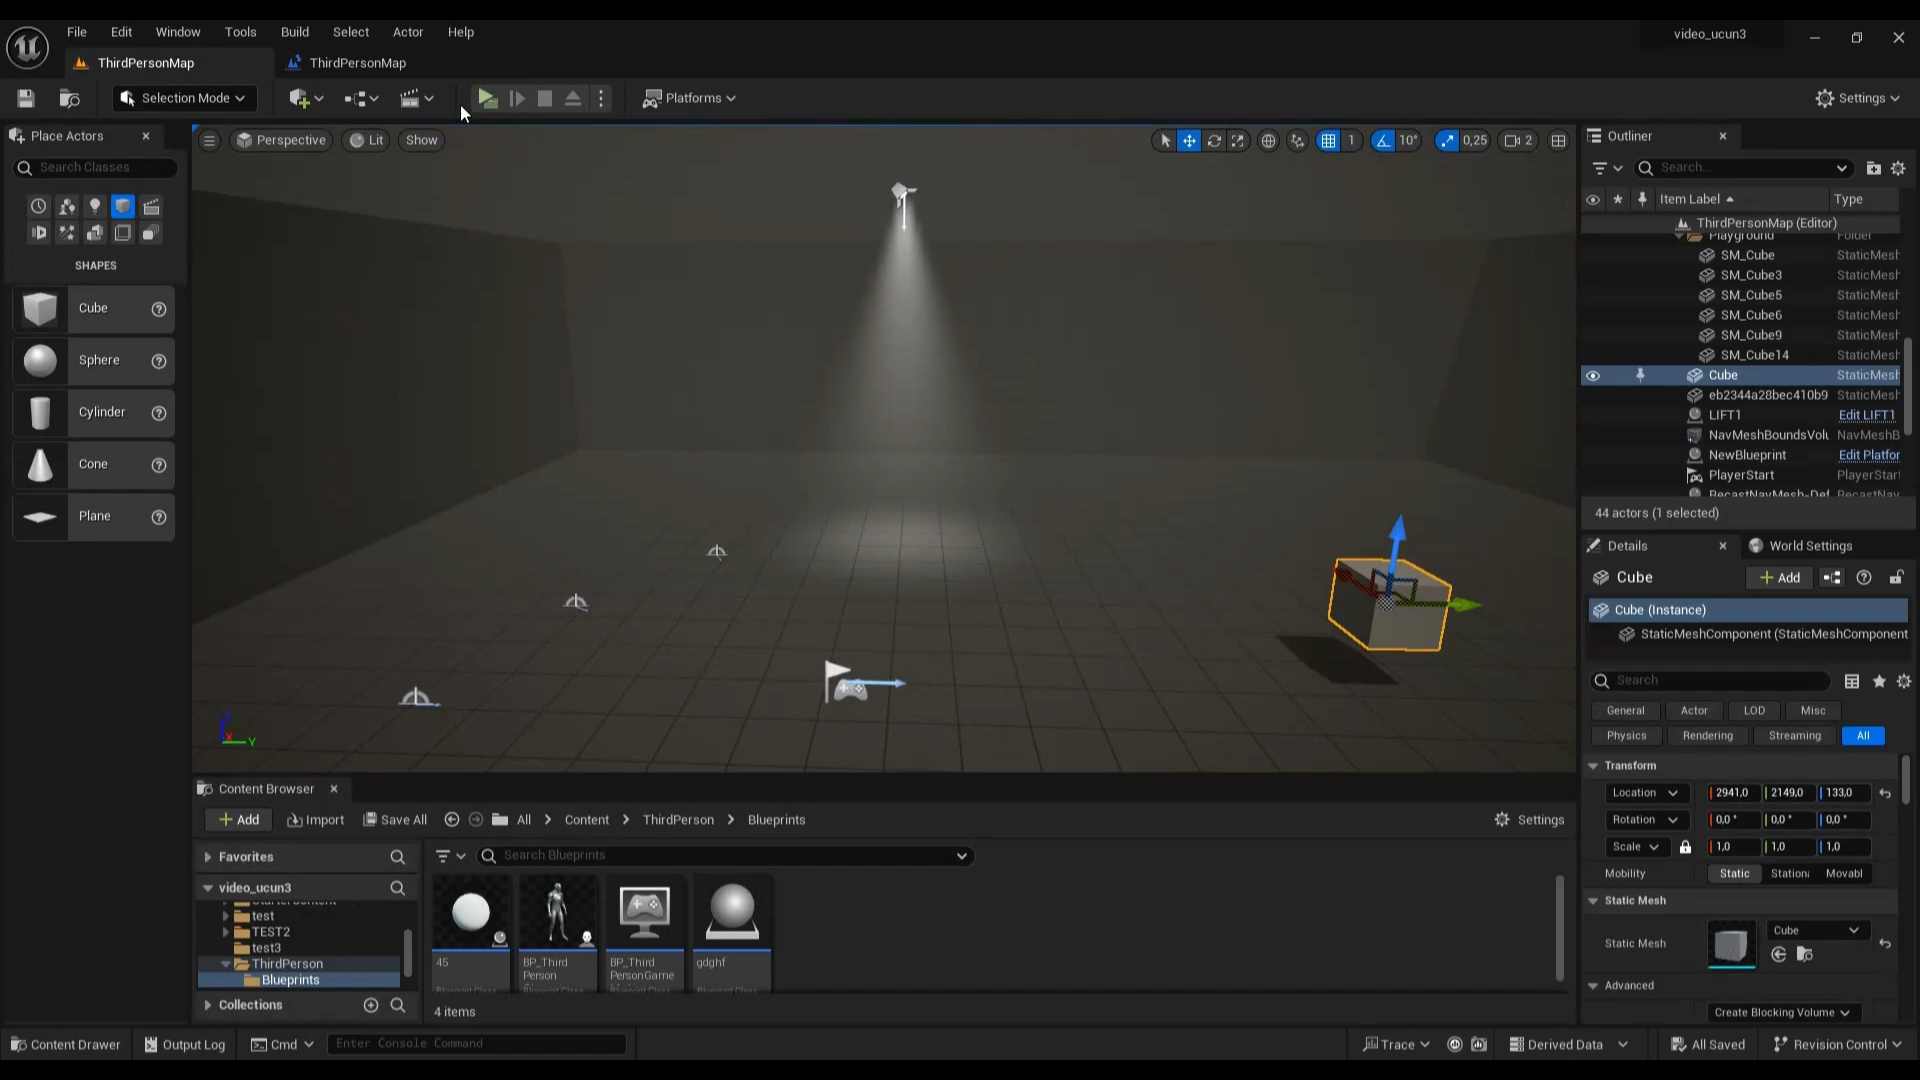 File Edit Window Tools Build Select Actor Help
video_ucun3
ThirdPersonMap
ThirdPersonMap
Selection Mode
Platforms
Settings
Place Actors
Search Classes
SHAPES
Cube
Sphere
Cylinder
Cone
Plane
Perspective
Lit
Show
1
10°
0,25
2
Outliner
Search...
Item Label
Type
ThirdPersonMap (Editor)
Playground
Folder
SM_Cube StaticMesh
SM_Cube3 StaticMesh
SM_Cube5 StaticMesh
SM_Cube6 StaticMesh
SM_Cube9 StaticMesh
SM_Cube14 StaticMesh
Cube StaticMesh
eb2344a28bec410b9 StaticMesh
LIFT1 Edit LIFT1
NavMeshBoundsVolu NavMeshB
NewBlueprint Edit Platfor
PlayerStart PlayerStart
RecastNavMesh-Def RecastNav
44 actors (1 selected)
Details
World Settings
Cube
Add
Cube (Instance)
StaticMeshComponent (StaticMeshComponent
Search
General Actor LOD Misc
Physics Rendering Streaming All
Transform
Location 2941,0 2149,0 133,0
Rotation 0,0° 0,0° 0,0°
Scale 1,0 1,0 1,0
Mobility Static Station Movabl
Static Mesh
Static Mesh
Cube
Advanced
Create Blocking Volume
X
Y
Content Browser
Add
Import
Save All
All > Content > ThirdPerson > Blueprints
Settings
Favorites
video_ucun3
StarterContent
test
TEST2
test3
ThirdPerson
Blueprints
Collections
Search Blueprints
45
BP_Third
Person
BP_Third
PersonGame
gdghf
Blueprint Class
4 items
Content Drawer
Output Log
Cmd
Enter Console Command
Trace
Derived Data
All Saved
Revision Control